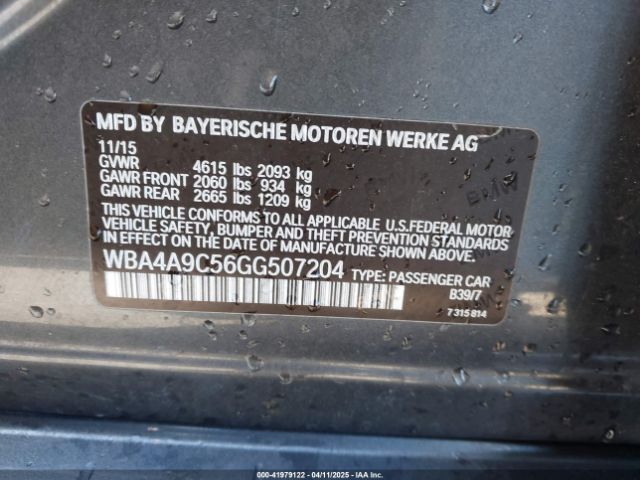 MFD BY BAYERISCHE MOTOREN WERKE AG
11/15
GVWR 4615 lbs 2093 kg
GAWR FRONT 2060 lbs 934 kg
GAWR REAR 2665 lbs 1209 kg
THIS VEHICLE CONFORMS TO ALL APPLICABLE U.S.FEDERAL MOTOR
VEHICLE SAFETY, BUMPER AND THEFT PREVENTION STANDARDS
IN EFFECT ON THE DATE OF MANUFACTURE SHOWN ABOVE.
WBA4A9C56GG507204 TYPE: PASSENGER CAR
B39/7
7 315 814
BMW
000-41979122 - 04/11/2025 - IAAI, Inc.